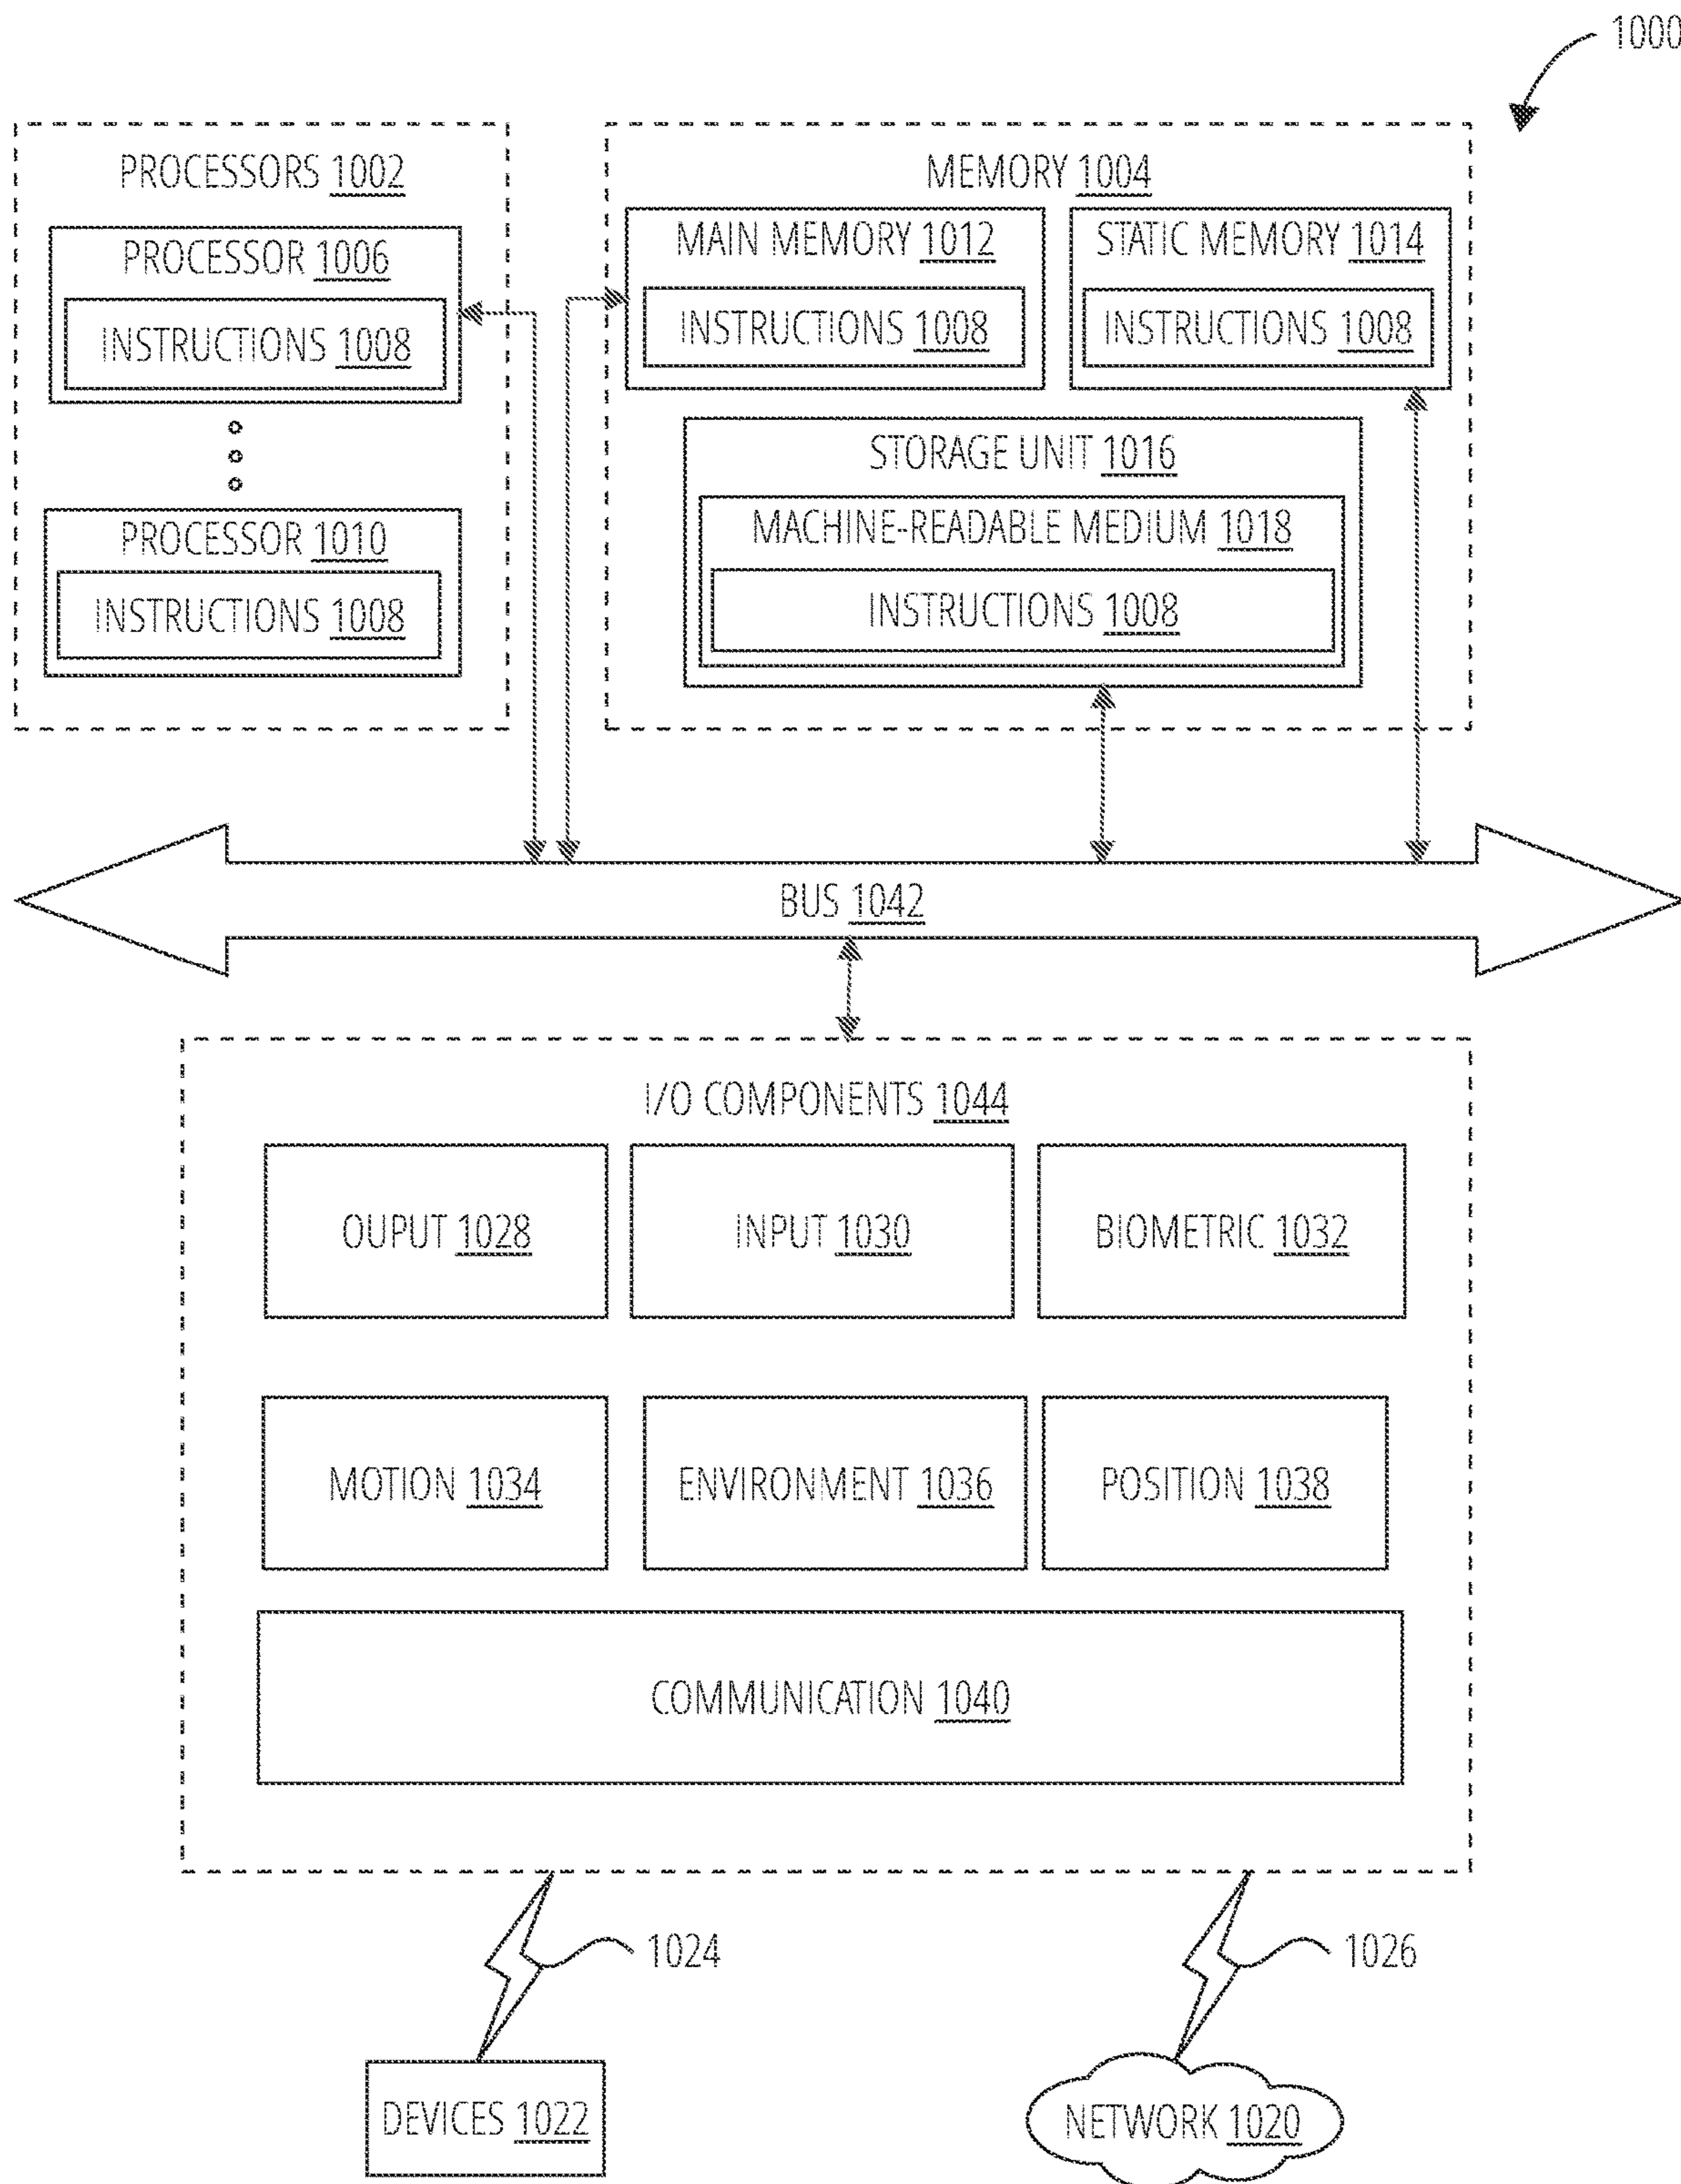 1000
PROCESSORS 1002
PROCESSOR 1006
INSTRUCTIONS 1008
PROCESSOR 1010
INSTRUCTIONS 1008
MEMORY 1004
MAIN MEMORY 1012
INSTRUCTIONS 1008
STATIC MEMORY 1014
INSTRUCTIONS 1008
STORAGE UNIT 1016
MACHINE-READABLE MEDIUM 1018
INSTRUCTIONS 1008
BUS 1042
I/O COMPONENTS 1044
OUPUT 1028
INPUT 1030
BIOMETRIC 1032
MOTION 1034
ENVIRONMENT 1036
POSITION 1038
COMMUNICATION 1040
1024
1026
DEVICES 1022
NETWORK 1020